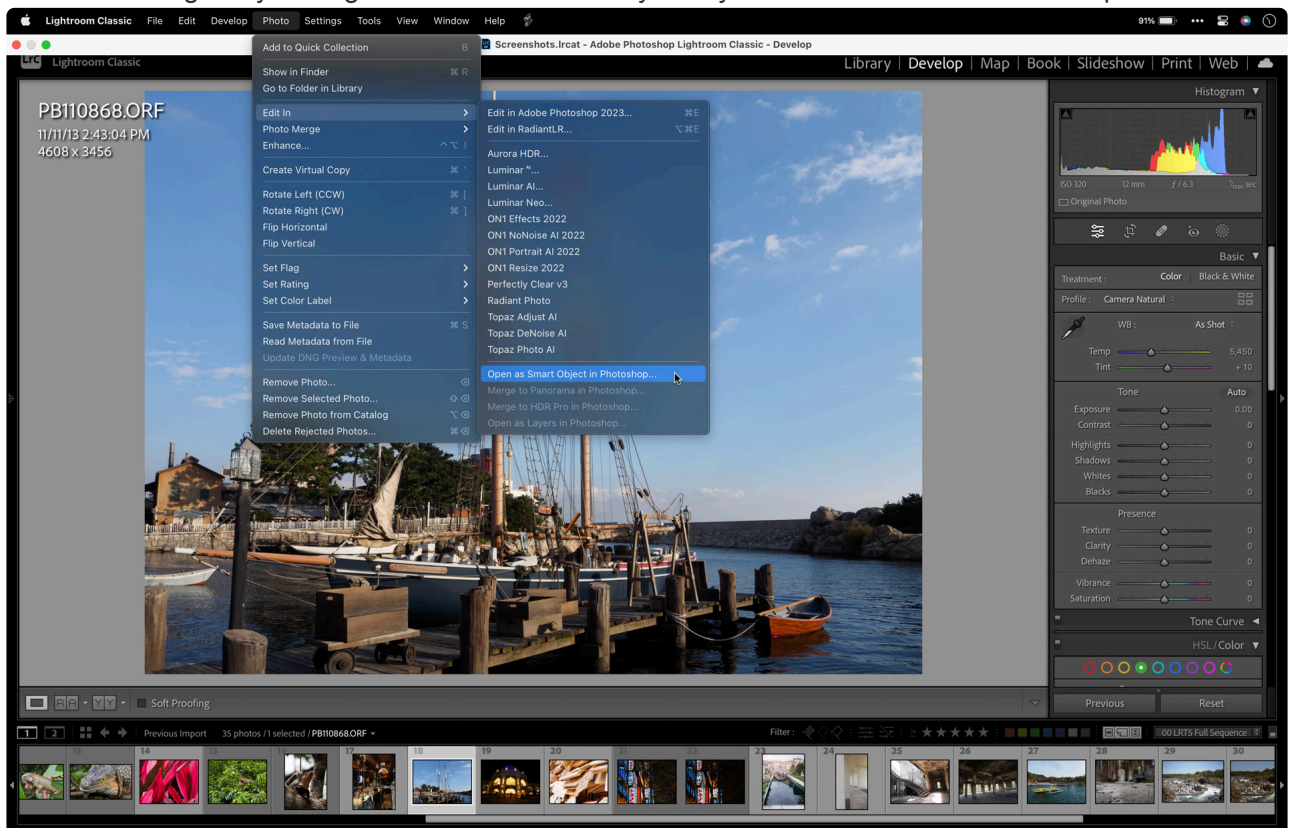 Lightroom Classic File Edit Develop Photo Settings Tools View Window Help 91%
Screenshots.lrcat - Adobe Photoshop Lightroom Classic - Develop
LrC Lightroom Classic
Library | Develop | Map | Book | Slideshow | Print | Web
PB110868.ORF
11/11/13 2:43:04 PM
4608 x 3456
Add to Quick Collection B
Show in Finder ⌘ R
Go to Folder in Library
Edit In
Photo Merge
Enhance... ^⌥ I
Create Virtual Copy ⌘ '
Rotate Left (CCW) ⌘ [
Rotate Right (CW) ⌘ ]
Flip Horizontal
Flip Vertical
Set Flag
Set Rating
Set Color Label
Save Metadata to File ⌘ S
Read Metadata from File
Update DNG Preview & Metadata
Remove Photo... ⌫
Remove Selected Photo... ⇧⌫
Remove Photo from Catalog ⌥⌫
Delete Rejected Photos... ⌘⌫
Edit in Adobe Photoshop 2023... ⌘E
Edit in RadiantLR... ⌥⌘E
Aurora HDR...
Luminar
Luminar AI...
Luminar Neo...
ON1 Effects 2022
ON1 NoNoise AI 2022
ON1 Portrait AI 2022
ON1 Resize 2022
Perfectly Clear v3
Radiant Photo
Topaz Adjust AI
Topaz DeNoise AI
Topaz Photo AI
Open as Smart Object in Photoshop...
Merge to Panorama in Photoshop...
Merge to HDR Pro in Photoshop...
Open as Layers in Photoshop...
Histogram
ISO 320 12 mm f / 6.3 sec
Original Photo
Basic
Treatment : Color Black & White
Profile : Camera Natural
WB : As Shot
Temp 5,450
Tint + 10
Tone Auto
Exposure 0.00
Contrast 0
Highlights 0
Shadows 0
Whites 0
Blacks 0
Presence
Texture 0
Clarity 0
Dehaze 0
Vibrance 0
Saturation 0
Tone Curve
HSL / Color
Previous Reset
RA YY Soft Proofing
1 2 Previous Import 35 photos / 1 selected / PB110868.ORF Filter : ≥ ★★★★★ 00 LRTS Full Sequence
13 14 15 16 17 18 19 20 21 22 23 24 25 26 27 28 29 30